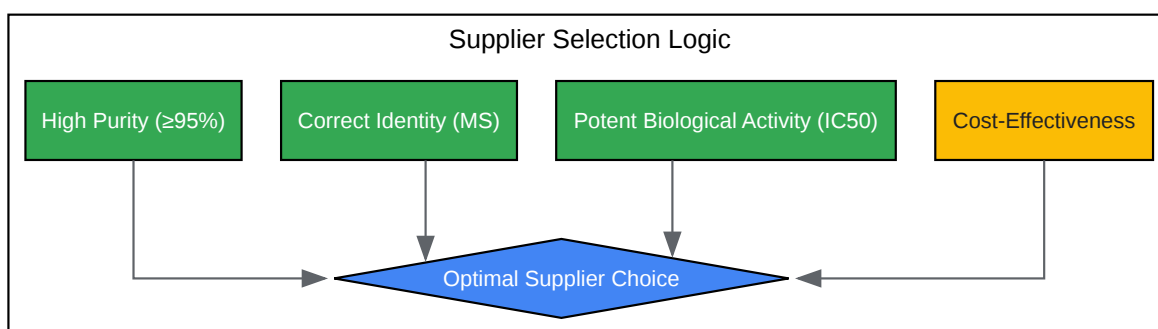 Supplier Selection Logic
High Purity (≥95%)
Correct Identity (MS)
Potent Biological Activity (IC50)
Cost-Effectiveness
Optimal Supplier Choice